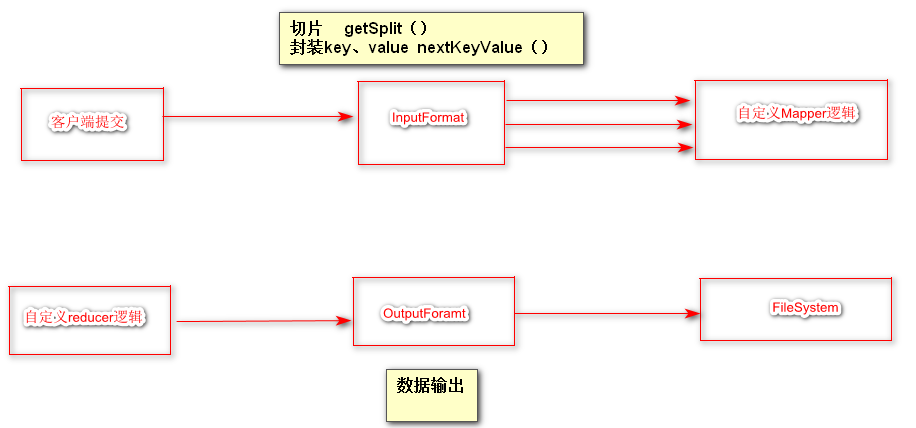 切片 getSplit（）
封装key、value nextKeyValue（）
客户端提交
InputFormat
自定义Mapper逻辑
自定义reducer逻辑
OutputForamt
FileSystem
数据输出